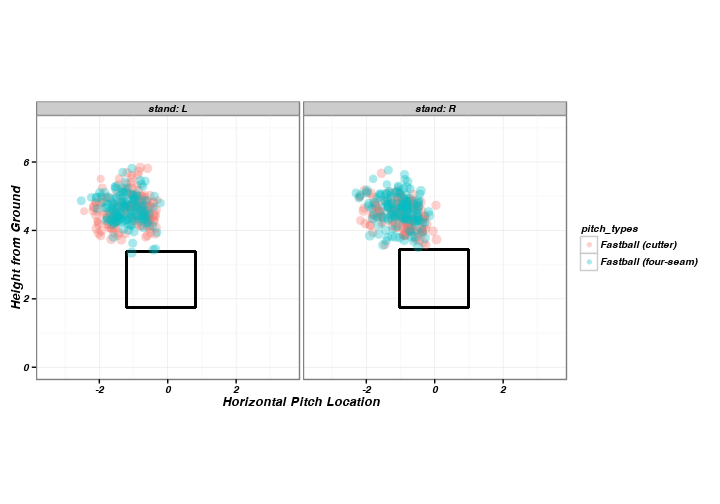 stand: L
stand: R
6
4
2
0
Height from Ground
-2
0
2
-2
0
2
Horizontal Pitch Location
pitch_types
Fastball (cutter)
Fastball (four-seam)